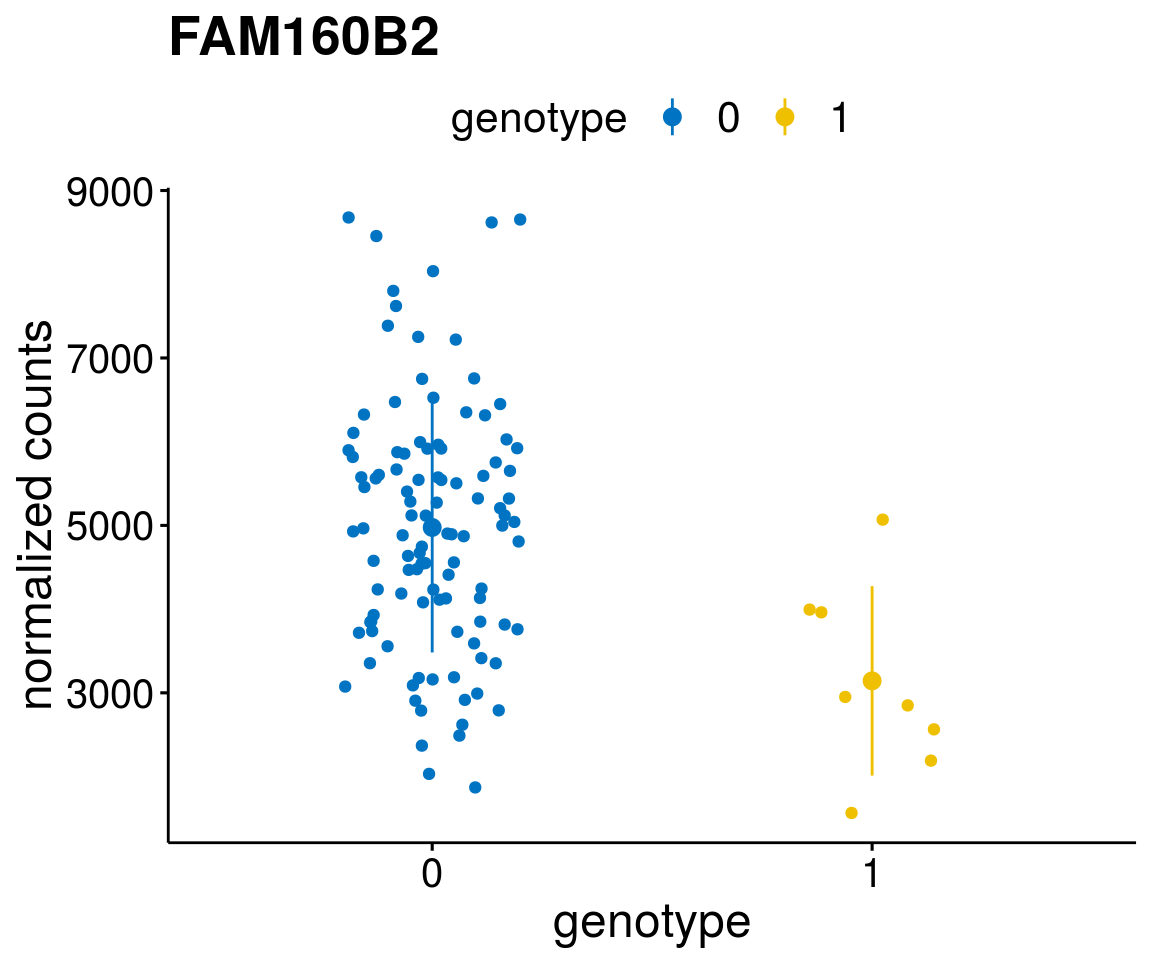 FAM160B2
genotype 0 1
normalized counts
9000
7000
5000
3000
0 1
genotype